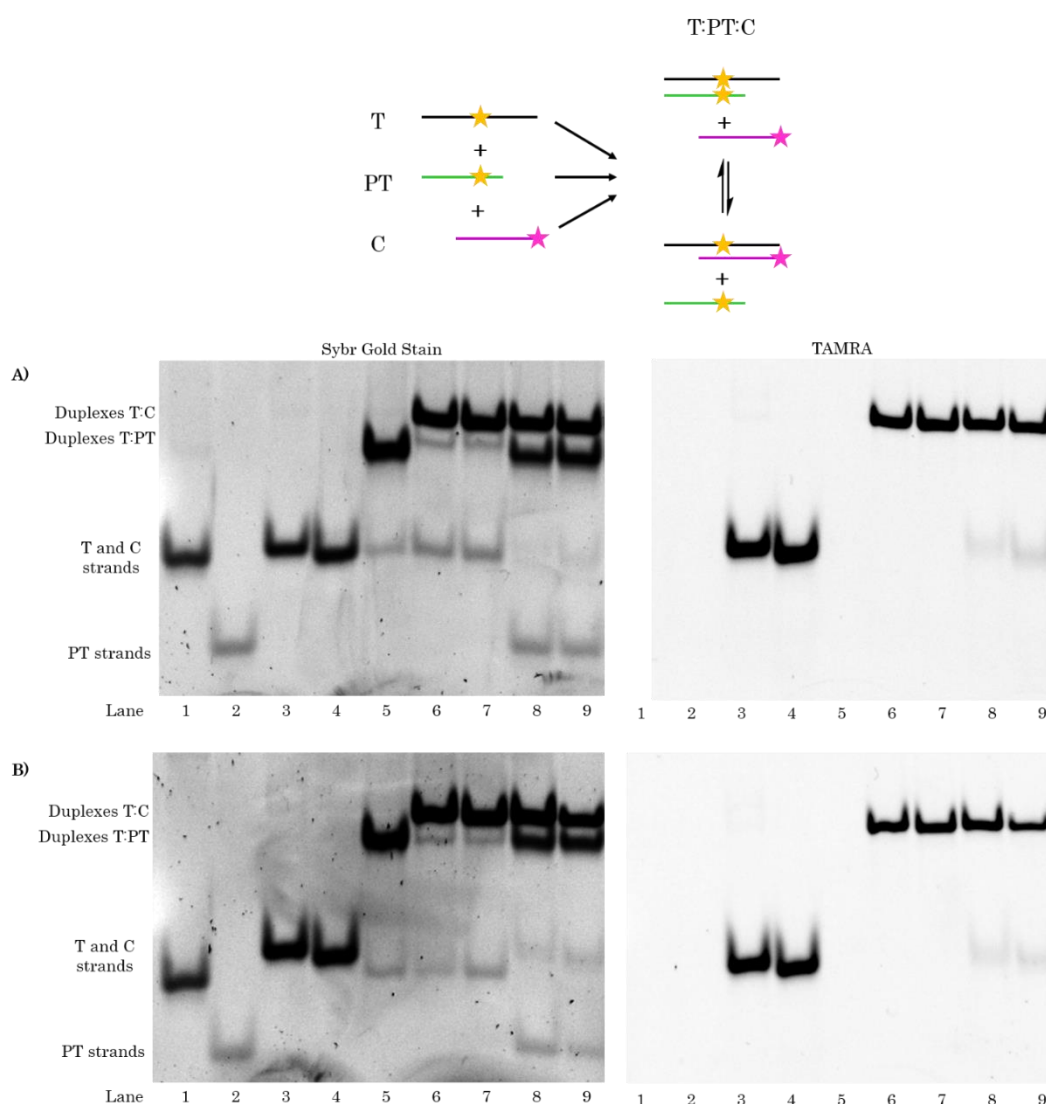 T:PT:C
T
+
PT
+
C
+
+
Sybr Gold Stain
TAMRA
A)
Duplexes T:C
Duplexes T:PT
T and C
strands
PT strands
Lane 1 2 3 4 5 6 7 8 9
1 2 3 4 5 6 7 8 9
B)
Duplexes T:C
Duplexes T:PT
T and C
strands
PT strands
Lane 1 2 3 4 5 6 7 8 9
1 2 3 4 5 6 7 8 9